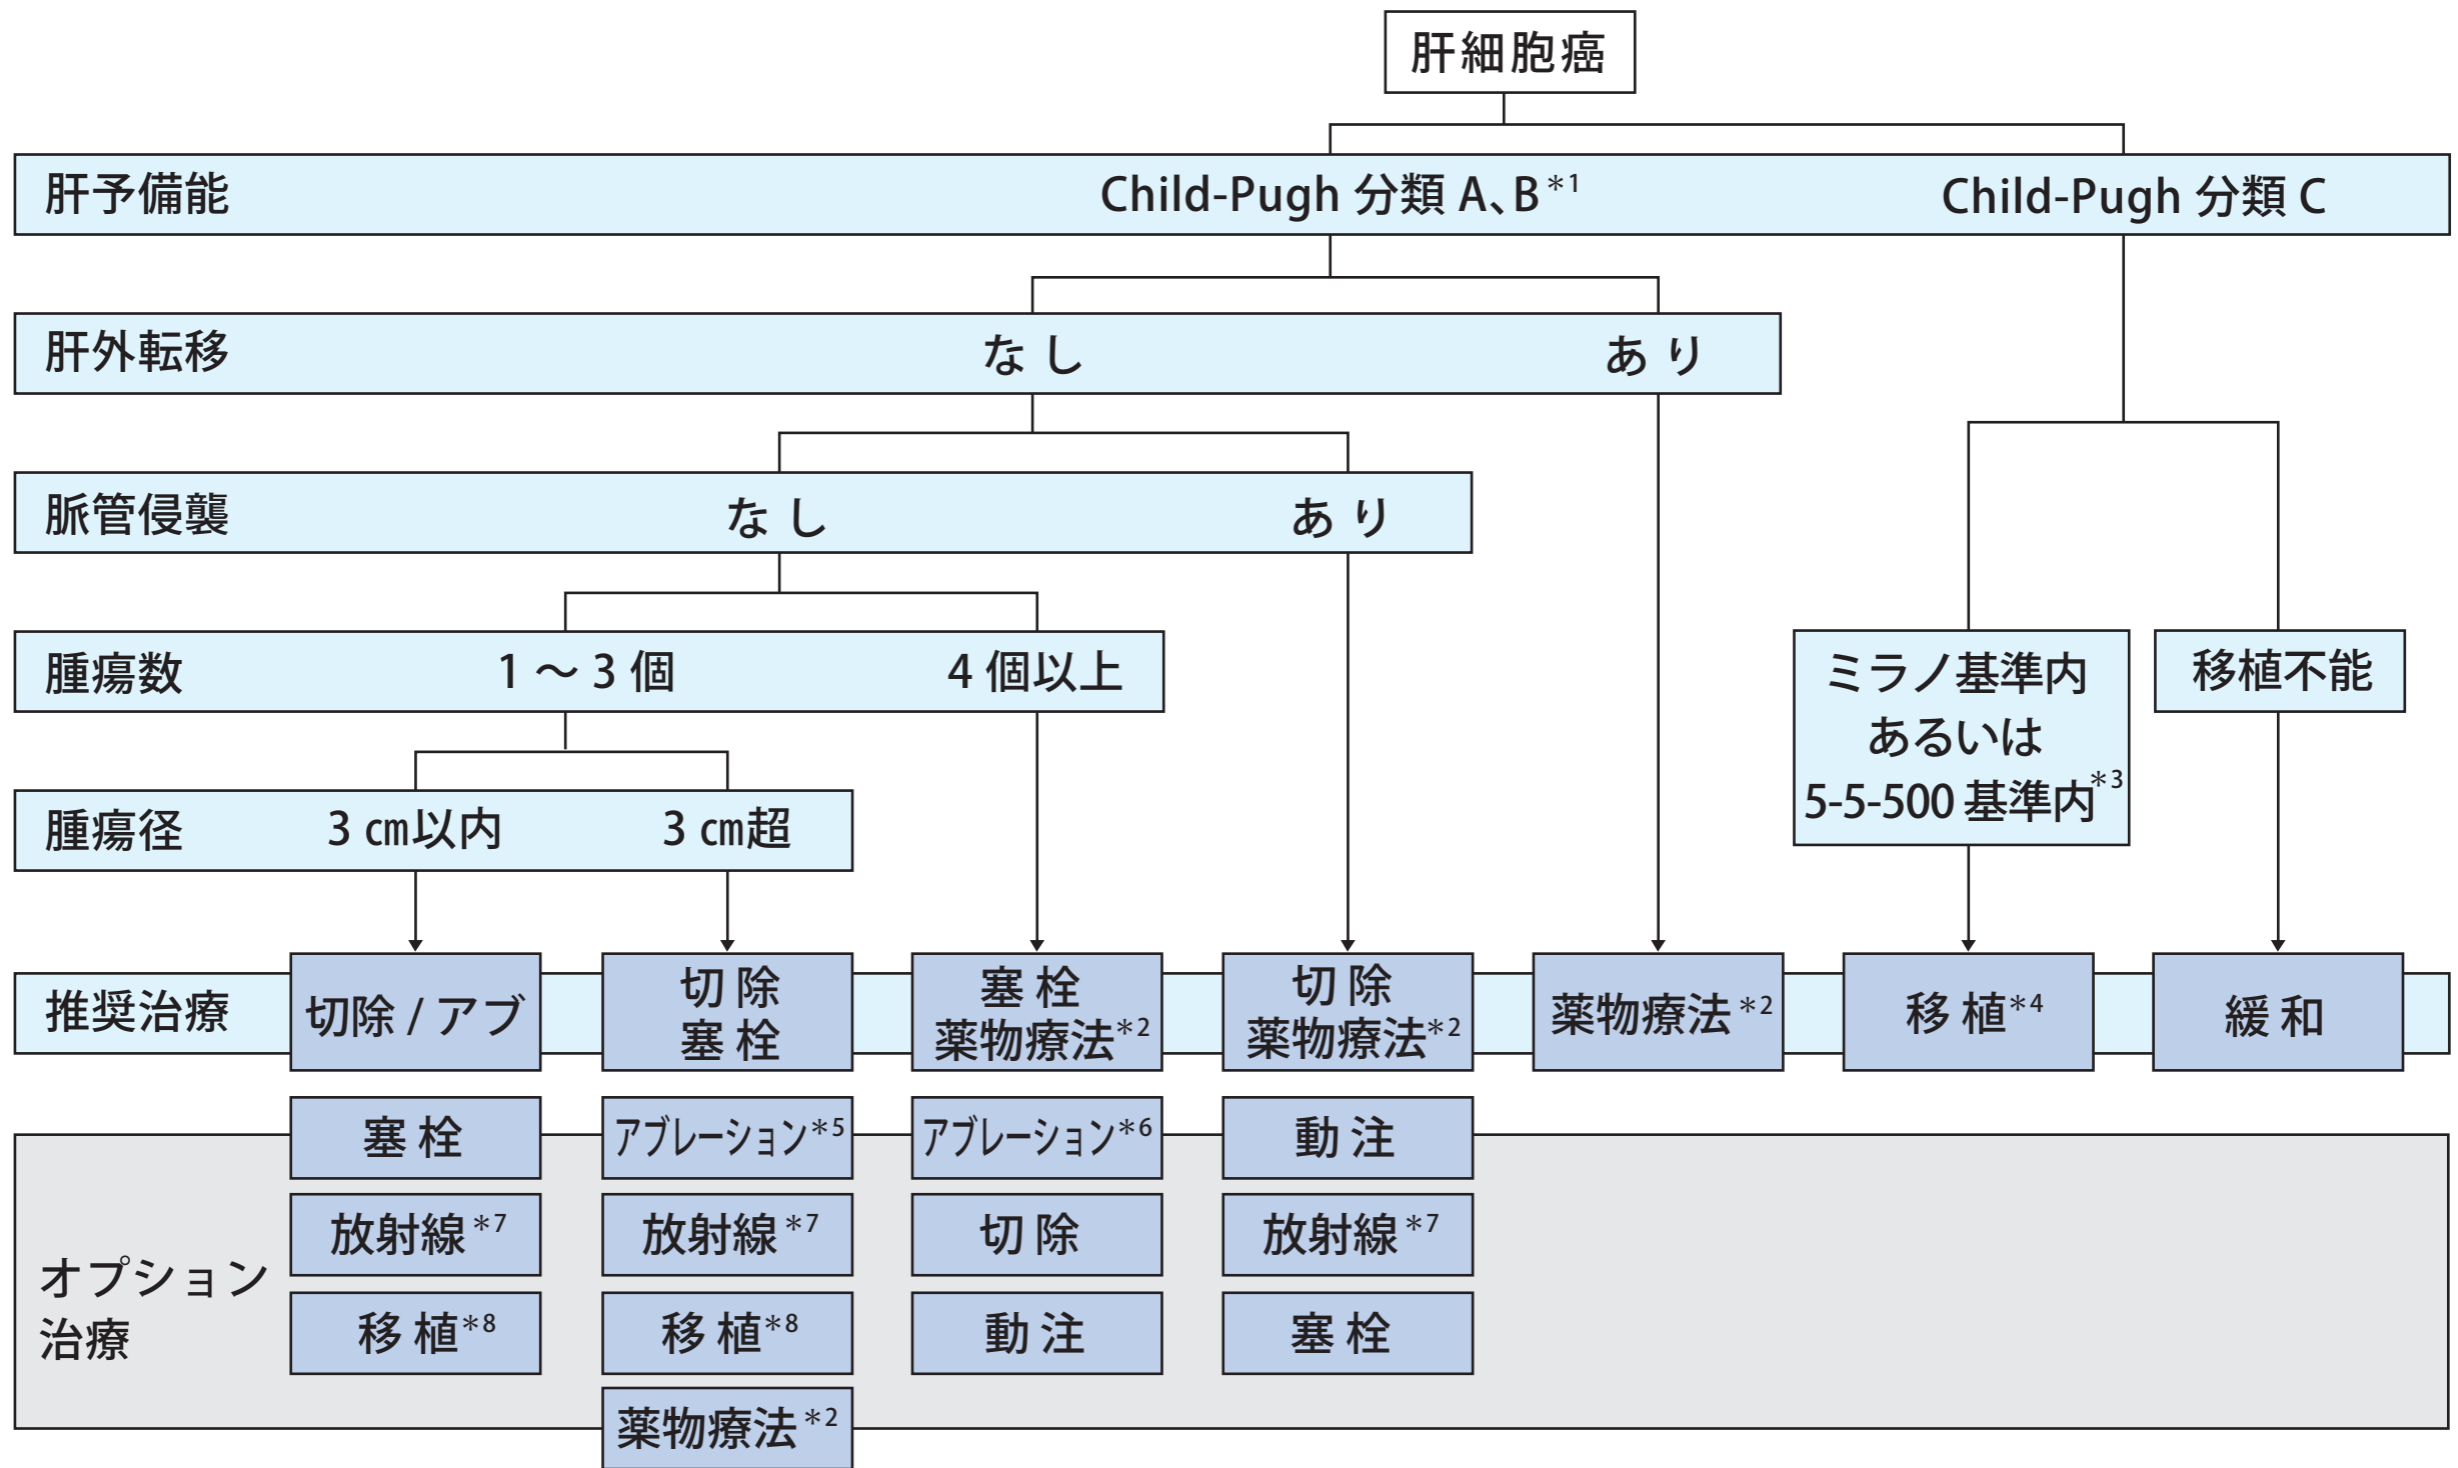 肝細胞癌
肝予備能 Child-Pugh 分類 A、B＊1 Child-Pugh 分類 C
肝外転移 なし あり
脈管侵襲 なし あり
腫瘍数 1～3個 4個以上
ミラノ基準内
あるいは
5-5-500 基準内＊3
移植不能
腫瘍径 3㎝以内 3㎝超
推奨治療
切除 / アブ
切除
塞栓
塞栓
薬物療法＊2
切除
薬物療法＊2
薬物療法＊2
移植＊4
緩和
オプション
治療
塞栓 アブレーション＊5 アブレーション＊6 動注
放射線＊7 放射線＊7 切除 放射線＊7
移植＊8 移植＊8 動注 塞栓
薬物療法＊2